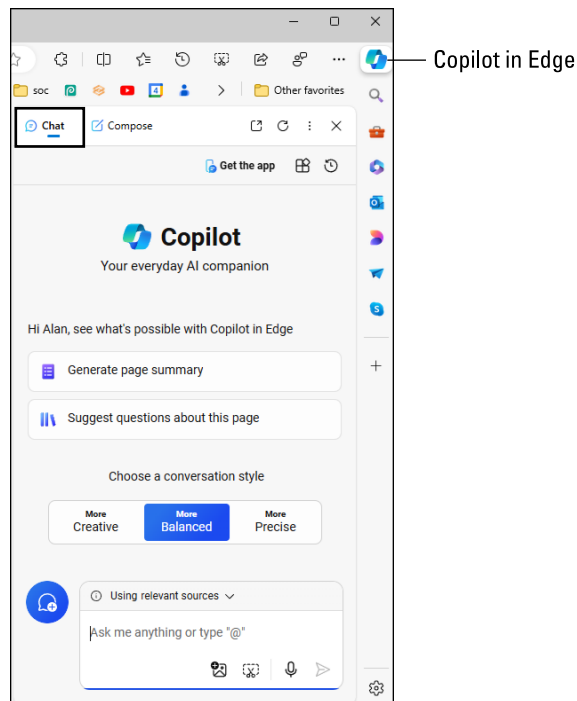 Copilot in Edge
soc
4
Other favorites
Chat
Compose
Get the app
Copilot
Your everyday AI companion
Hi Alan, see what's possible with Copilot in Edge
Generate page summary
Suggest questions about this page
Choose a conversation style
More
Creative
More
Balanced
More
Precise
Using relevant sources
Ask me anything or type "@"